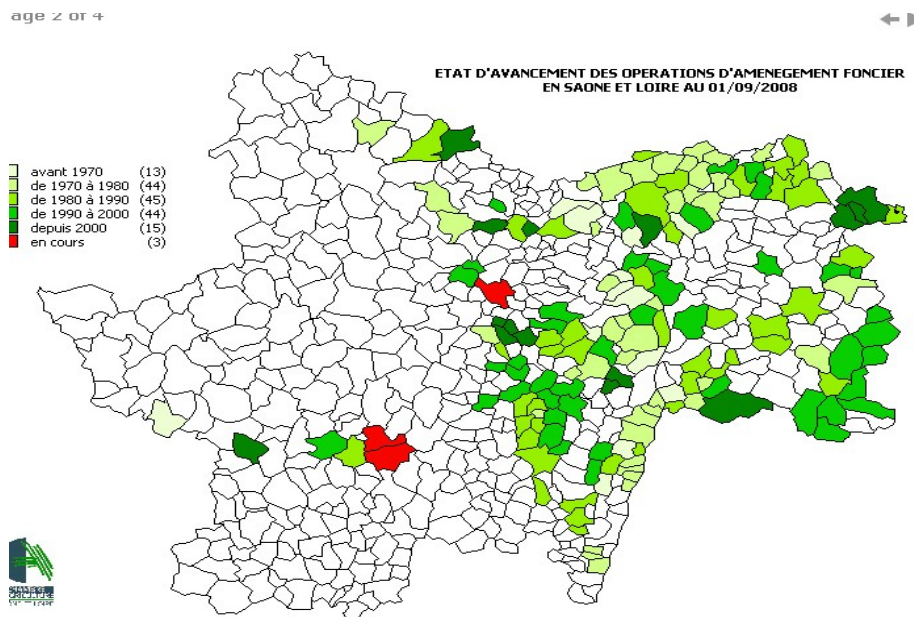 age 2 of 4
ETAT D'AVANCEMENT DES OPERATIONS D'AMENEGEMENT FONCIER
EN SAONE ET LOIRE AU 01/09/2008
avant 1970 (13)
de 1970 à 1980 (44)
de 1980 à 1990 (45)
de 1990 à 2000 (44)
depuis 2000 (15)
en cours (3)
AGRICULTURE